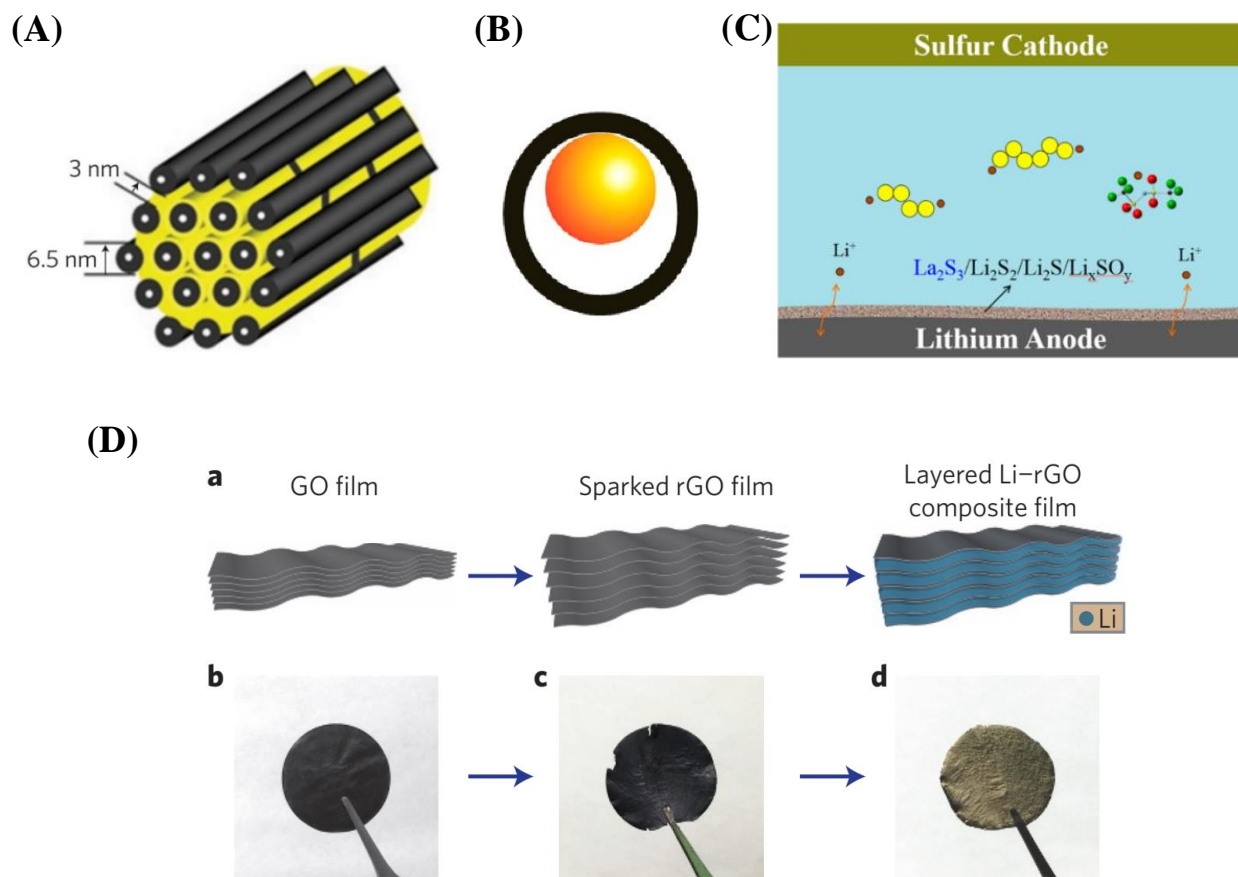 (A)
(B)
(C)
3 nm
6.5 nm
Sulfur Cathode
Li⁺
La₂S₃/Li₂S₂/Li₂S/LiₓSOᵧ
Li⁺
Lithium Anode
(D)
a
GO film
Sparked rGO film
Layered Li–rGO
composite film
Li
b
c
d